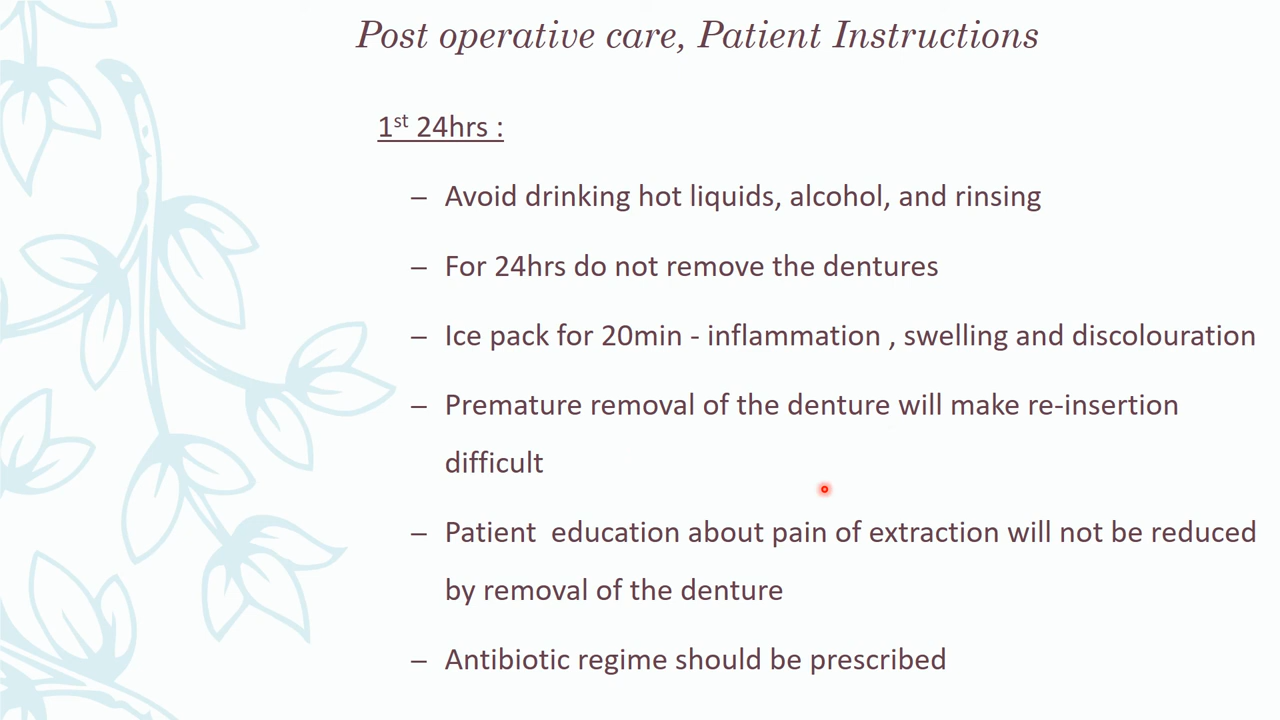 Post operative care, Patient Instructions
1st 24hrs :
– Avoid drinking hot liquids, alcohol, and rinsing
– For 24hrs do not remove the dentures
– Ice pack for 20min - inflammation , swelling and discolouration
– Premature removal of the denture will make re-insertion
difficult
– Patient  education about pain of extraction will not be reduced
by removal of the denture
– Antibiotic regime should be prescribed